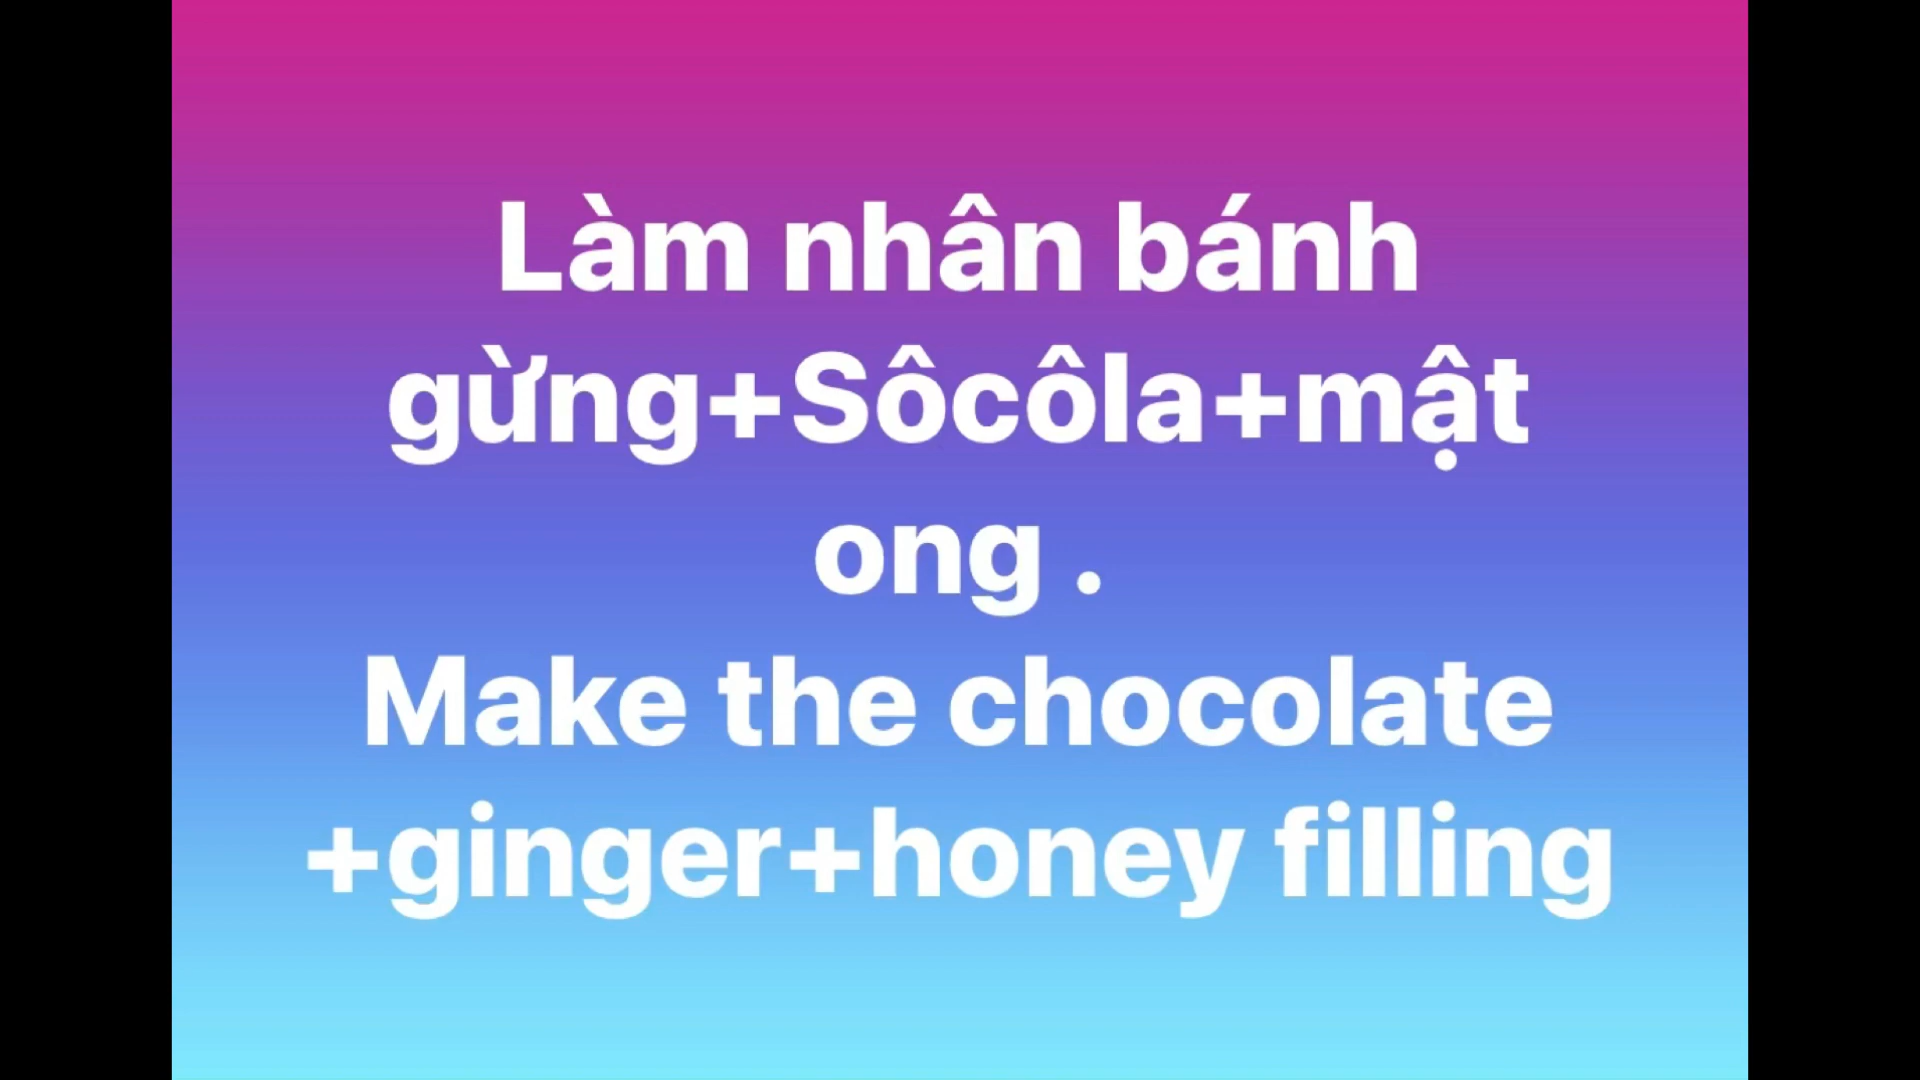 Làm nhân bánh
gừng+Sôcôla+mật
ong .
Make the chocolate
+ginger+honey filling